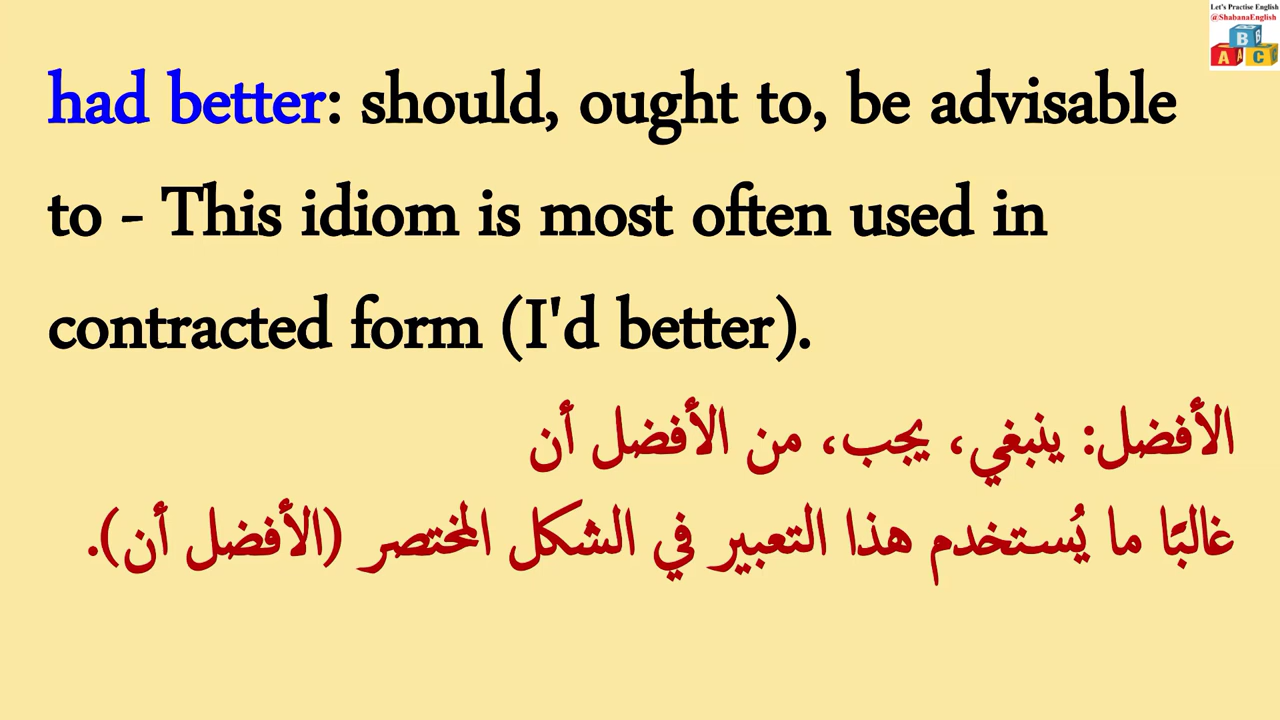 Let's Practise English
@ShabanaEnglish
had better: should, ought to, be advisable
to - This idiom is most often used in
contracted form (I'd better).
الأفضل: ينبغي، يجب، من الأفضل أن
غالبًا ما يُستخدم هذا التعبير في الشكل المختصر (الأفضل أن).